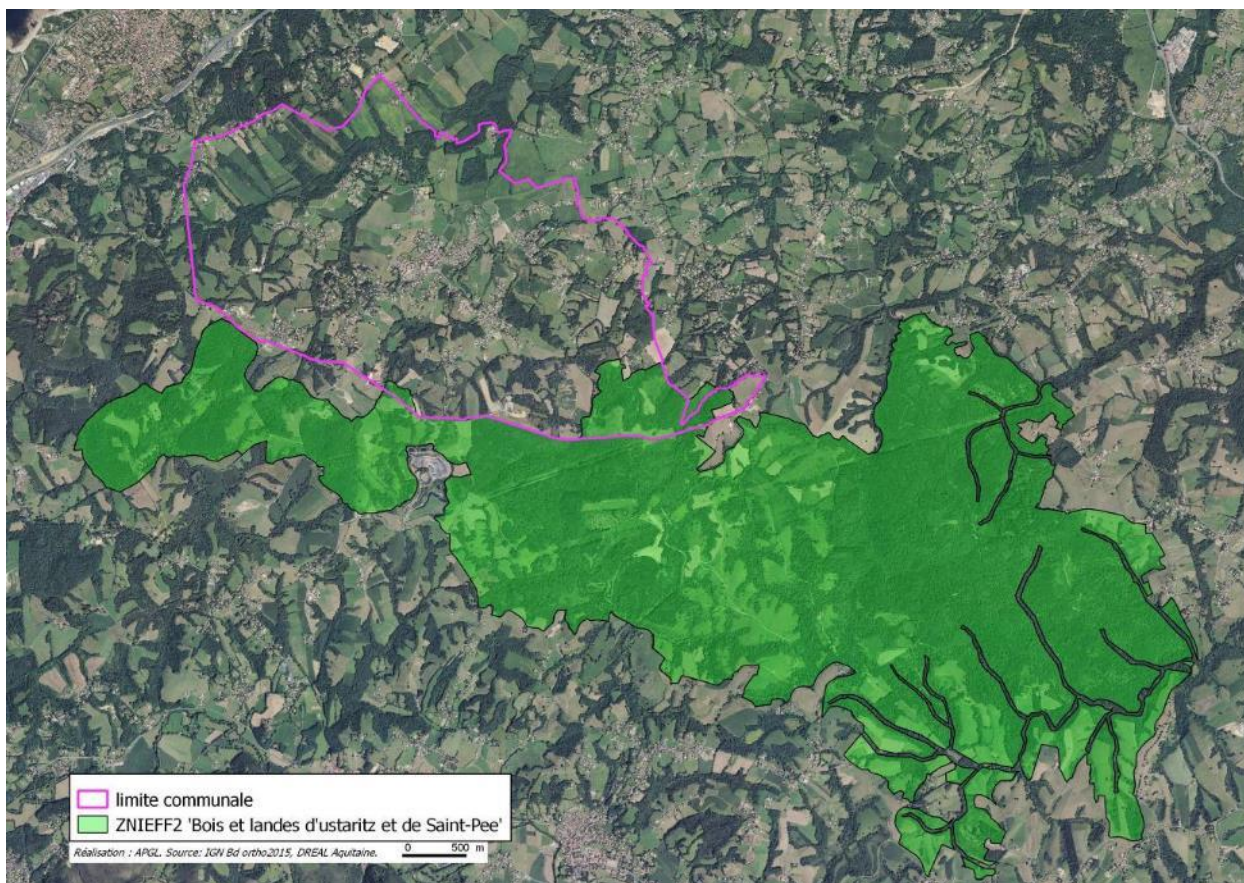 limite communale
ZNIEFF2 'Bois et landes d'ustaritz et de Saint-Pee'
Réalisation : APGL. Source: IGN Bd ortho2015, DREAL Aquitaine.
0 500 m